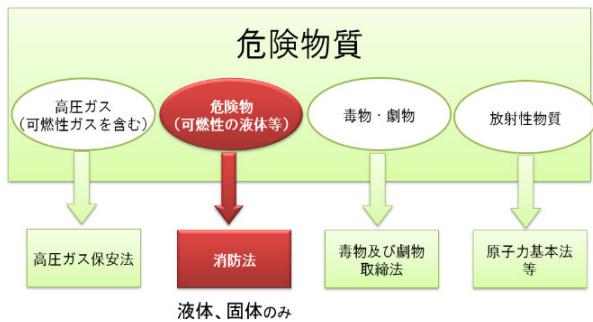 危険物質
高圧ガス
（可燃性ガスを含む）
危険物
（可燃性の液体等）
毒物・劇物
放射性物質
高圧ガス保安法
消防法
毒物及び劇物
取締法
原子力基本法
等
液体、固体のみ